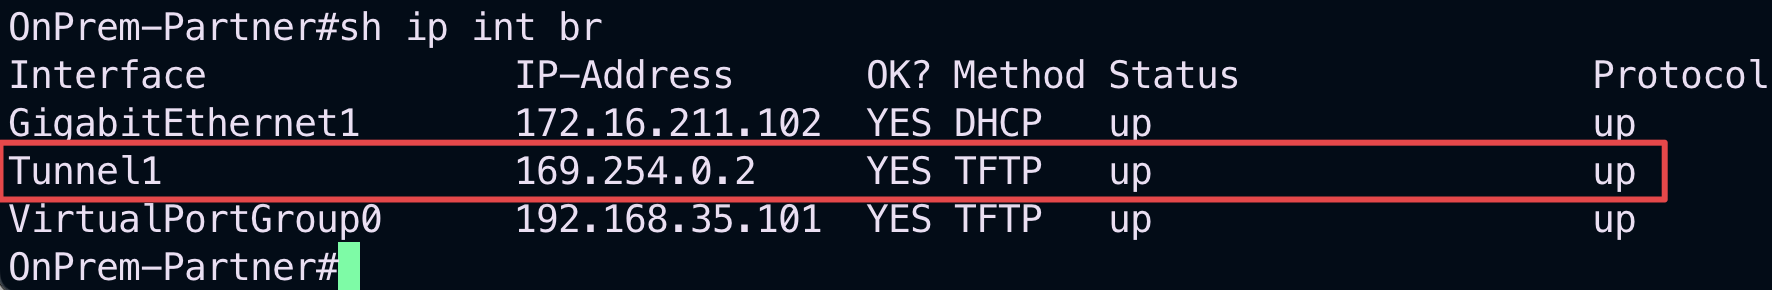 OnPrem-Partner#sh ip int br
Interface IP-Address OK? Method Status Protocol
GigabitEthernet1 172.16.211.102 YES DHCP up up
Tunnel1 169.254.0.2 YES TFTP up up
VirtualPortGroup0 192.168.35.101 YES TFTP up up
OnPrem-Partner#